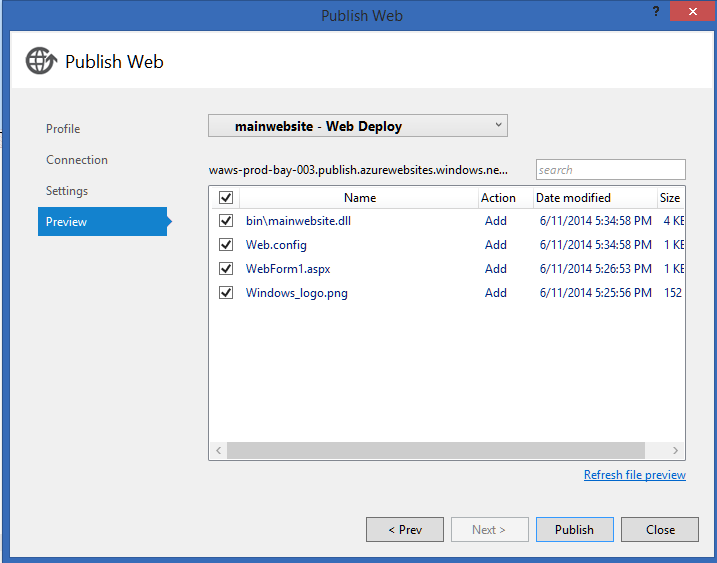 Publish Web
?
×
Publish Web
Profile
Connection
Settings
Preview
mainwebsite - Web Deploy
waws-prod-bay-003.publish.azurewebsites.windows.ne...
search
Name Action Date modified Size
bin\mainwebsite.dll Add 6/11/2014 5:34:58 PM 4 KE
Web.config Add 6/11/2014 5:34:58 PM 1 KE
WebForm1.aspx Add 6/11/2014 5:26:53 PM 1 KE
Windows_logo.png Add 6/11/2014 5:25:56 PM 152
Refresh file preview
< Prev Next > Publish Close